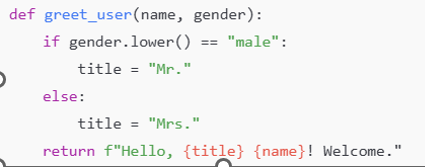 def greet_user(name, gender):
    if gender.lower() == "male":
        title = "Mr."
    else:
        title = "Mrs."
    return f"Hello, {title} {name}! Welcome."